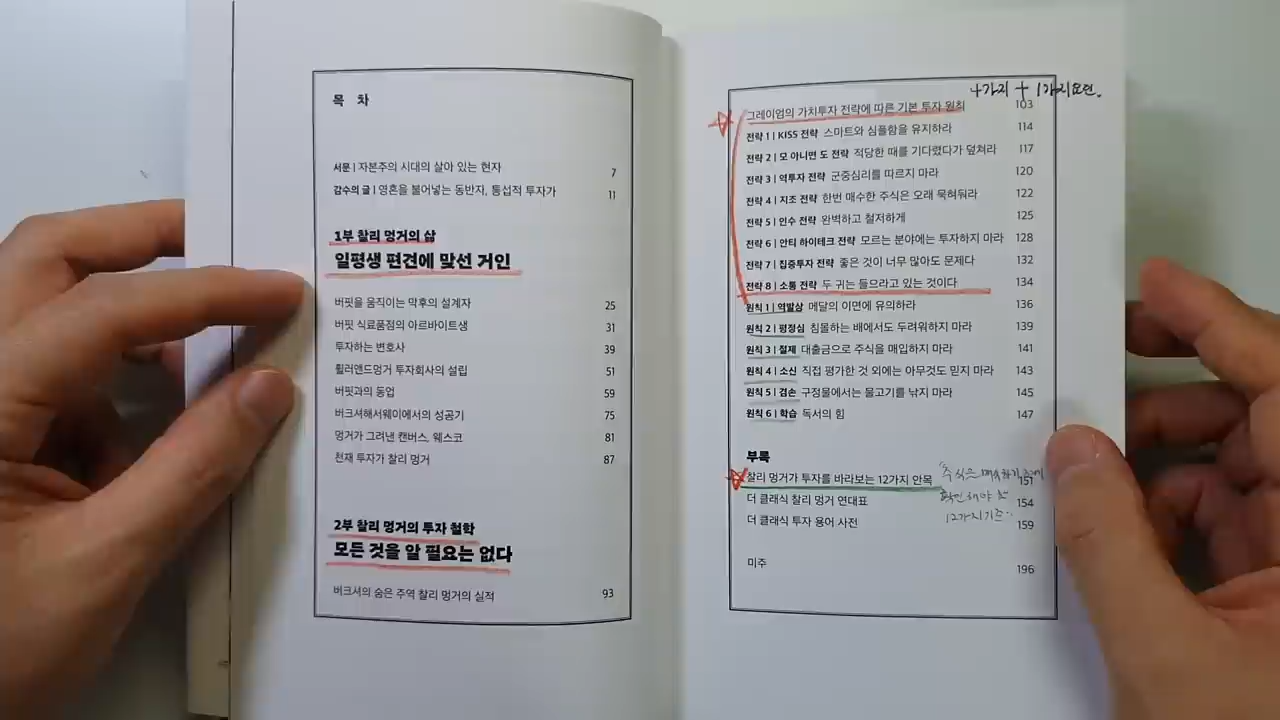 목 차
서문 | 자본주의 시대의 살아 있는 현자 7
감수의 글 | 영혼을 불어넣는 동반자, 통섭적 투자가 11
1부 찰리 멍거의 삶
일평생 편견에 맞선 거인
버핏을 움직이는 막후의 설계자 25
버핏 식료품점의 아르바이트생 31
투자하는 변호사 39
휠러앤드멍거 투자회사의 설립 51
버핏과의 동업 59
버크셔해서웨이에서의 성공기 75
멍거가 그려낸 캔버스, 웨스코 81
천재 투자가 찰리 멍거 87
2부 찰리 멍거의 투자 철학
모든 것을 알 필요는 없다
버크셔의 숨은 주역 찰리 멍거의 실적 93
4가지 + 1가지요인.
그레이엄의 가치투자 전략에 따른 기본 투자 원칙 103
전략 1 | KISS 전략 스마트와 심플함을 유지하라 114
전략 2 | 모 아니면 도 전략 적당한 때를 기다렸다가 덮쳐라 117
전략 3 | 역투자 전략 군중심리를 따르지 마라 120
전략 4 | 지조 전략 한번 매수한 주식은 오래 묵혀둬라 122
전략 5 | 인수 전략 완벽하고 철저하게 125
전략 6 | 안티 하이테크 전략 모르는 분야에는 투자하지 마라 128
전략 7 | 집중투자 전략 좋은 것이 너무 많아도 문제다 132
전략 8 | 소통 전략 두 귀는 들으라고 있는 것이다 134
원칙 1 | 역발상 메달의 이면에 유의하라 136
원칙 2 | 평정심 침몰하는 배에서도 두려워하지 마라 139
원칙 3 | 절제 대출금으로 주식을 매입하지 마라 141
원칙 4 | 소신 직접 평가한 것 외에는 아무것도 믿지 마라 143
원칙 5 | 겸손 구정물에서는 물고기를 낚지 마라 145
원칙 6 | 학습 독서의 힘 147
부록
찰리 멍거가 투자를 바라보는 12가지 안목 151
더 클래식 찰리 멍거 연대표 154
더 클래식 투자 용어 사전 159
미주 196
"주식은 매수하기 전에
확인해야 할
12가지 기준"